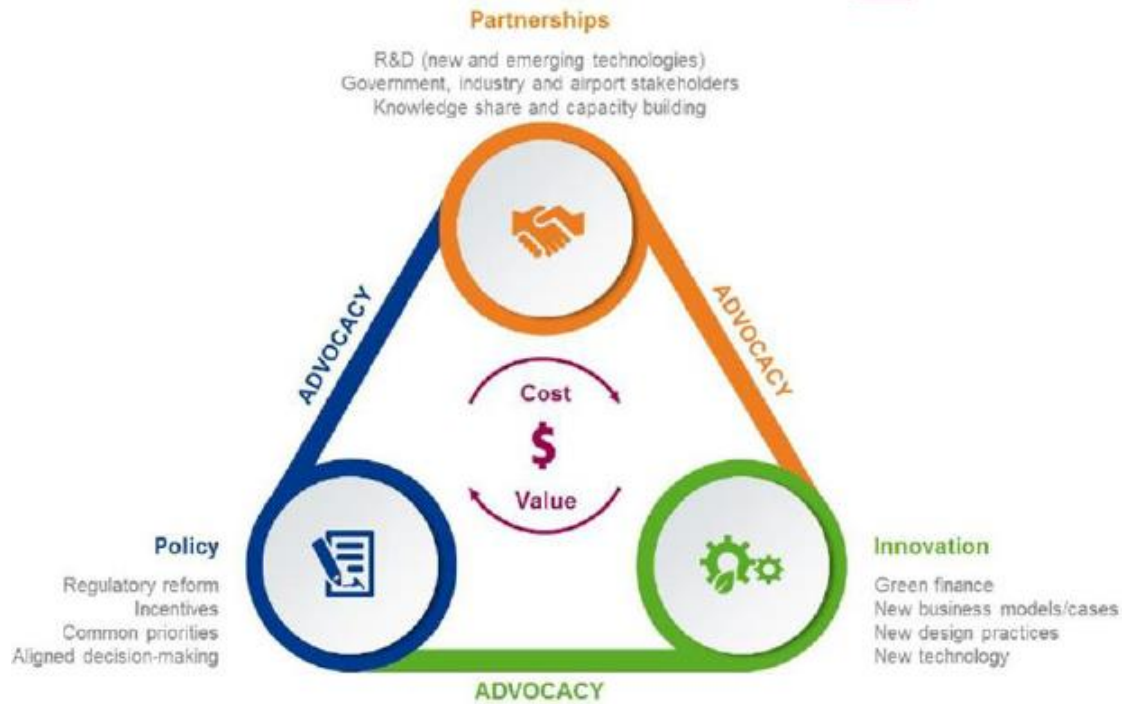 Partnerships
R&D (new and emerging technologies)
Government, industry and airport stakeholders
Knowledge share and capacity building
ADVOCACY
ADVOCACY
Cost
$
Value
Policy
Regulatory reform
Incentives
Common priorities
Aligned decision-making
Innovation
Green finance
New business models/cases
New design practices
New technology
ADVOCACY